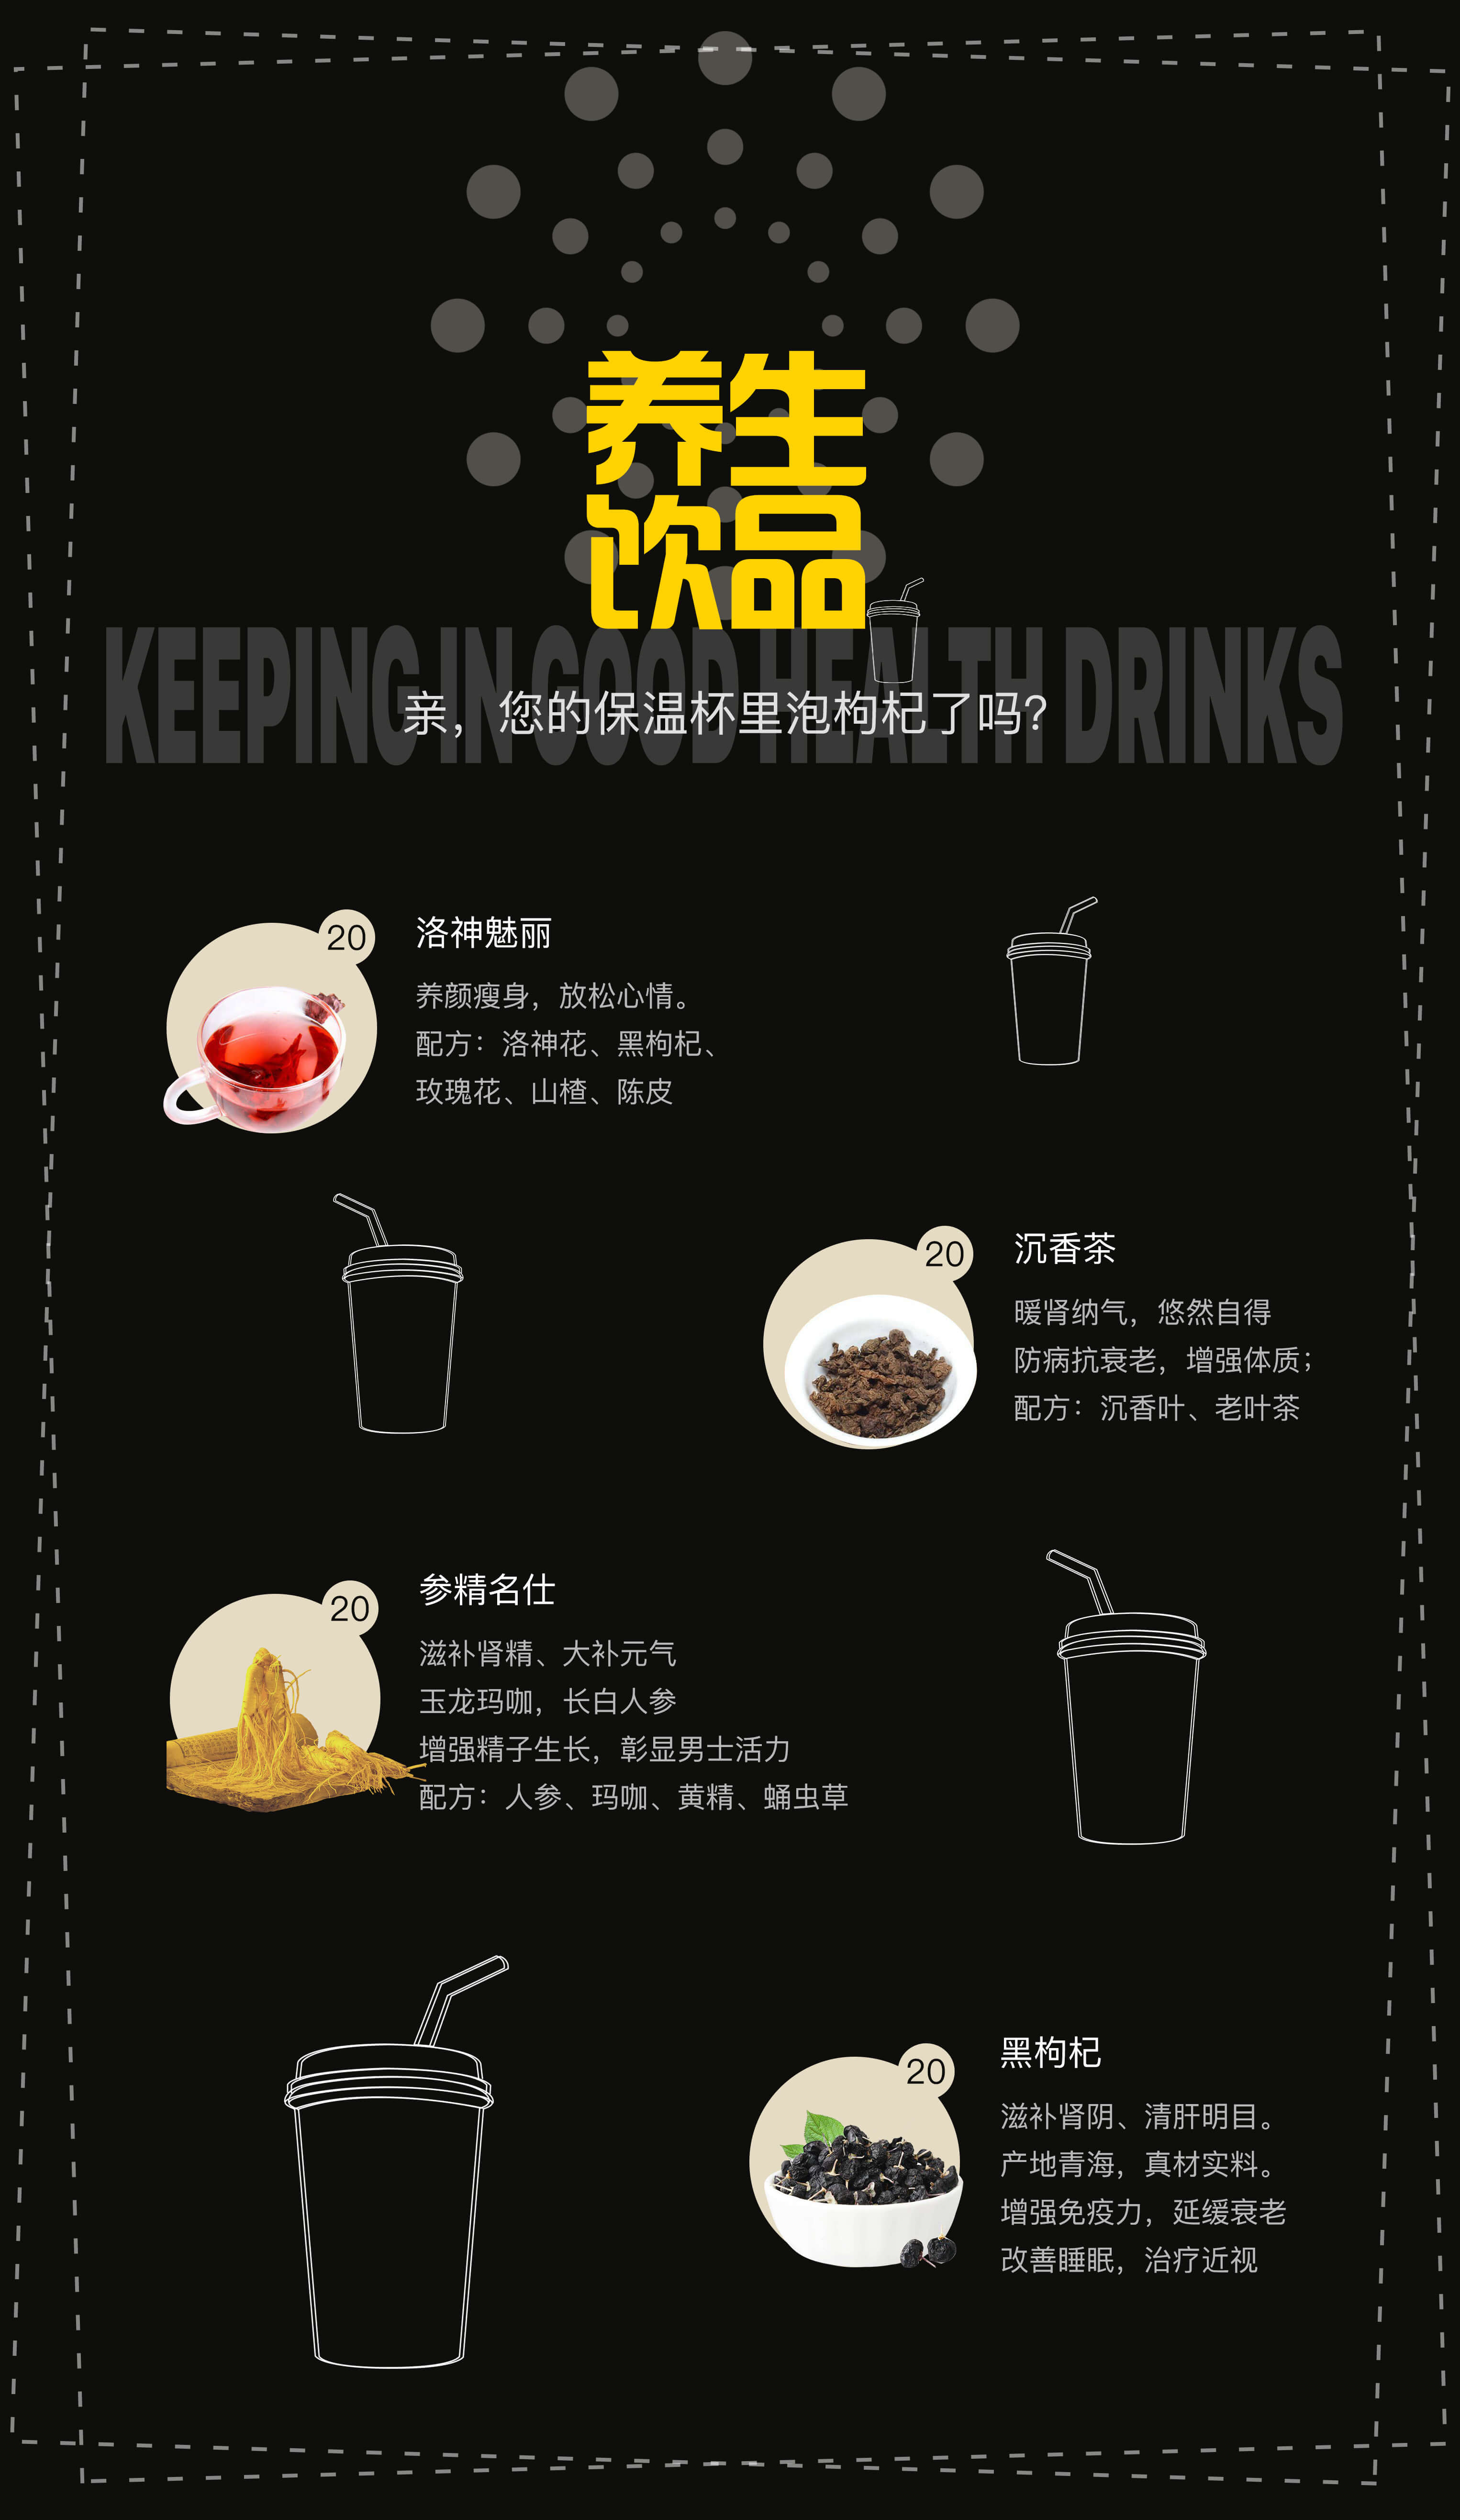 养生
饮品
KEEPING IN GOOD HEALTH DRINKS
亲，您的保温杯里泡枸杞了吗？
20
洛神魅丽
养颜瘦身，放松心情。
配方：洛神花、黑枸杞、
玫瑰花、山楂、陈皮
20
沉香茶
暖肾纳气，悠然自得
防病抗衰老，增强体质；
配方：沉香叶、老叶茶
20
参精名仕
滋补肾精、大补元气
玉龙玛咖，长白人参
增强精子生长，彰显男士活力
配方：人参、玛咖、黄精、蛹虫草
20
黑枸杞
滋补肾阴、清肝明目。
产地青海，真材实料。
增强免疫力，延缓衰老
改善睡眠，治疗近视